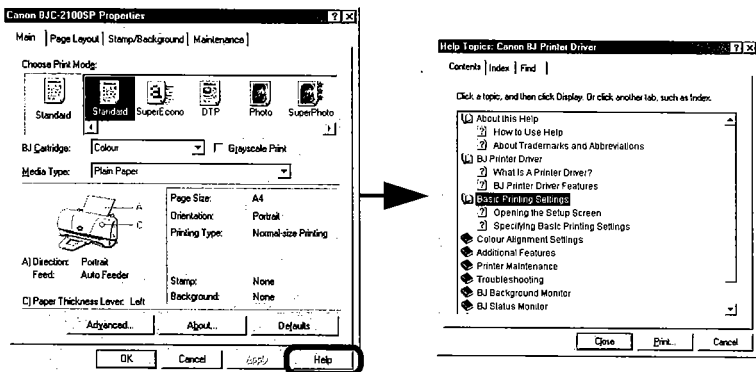 Canon BJC-2100SP Properties
Main Page Layout Stamp/Background Maintenance
Choose Print Mode:
Standard Standard SuperEcono DTP Photo SuperPhoto
BJ Cartridge: Colour Grayscale Print
Media Type: Plain Paper
A
C
Page Size: A4
Orientation: Portrait
Printing Type: Normal-size Printing
A) Direction: Portrait
Feed: Auto Feeder
Stamp: None
Background: None
C) Paper Thickness Lever: Left
Advanced... About... Defaults
OK Cancel Apply Help
Help Topics: Canon BJ Printer Driver
Contents Index Find
Click a topic, and then click Display. Or click another tab, such as Index.
About this Help
How to Use Help
About Trademarks and Abbreviations
BJ Printer Driver
What Is A Printer Driver?
BJ Printer Driver Features
Basic Printing Settings
Opening the Setup Screen
Specifying Basic Printing Settings
Colour Alignment Settings
Additional Features
Printer Maintenance
Troubleshooting
BJ Background Monitor
BJ Status Monitor
Close Print... Cancel